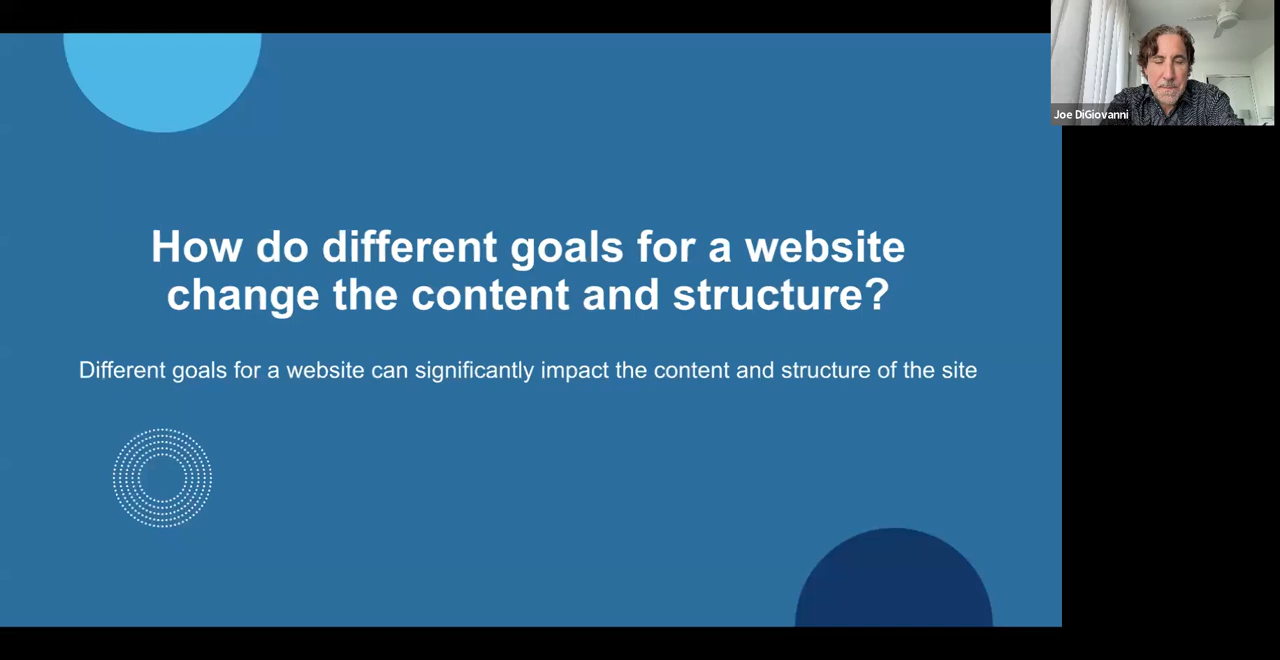 How do different goals for a website
change the content and structure?
Different goals for a website can significantly impact the content and structure of the site
Joe DiGiovanni